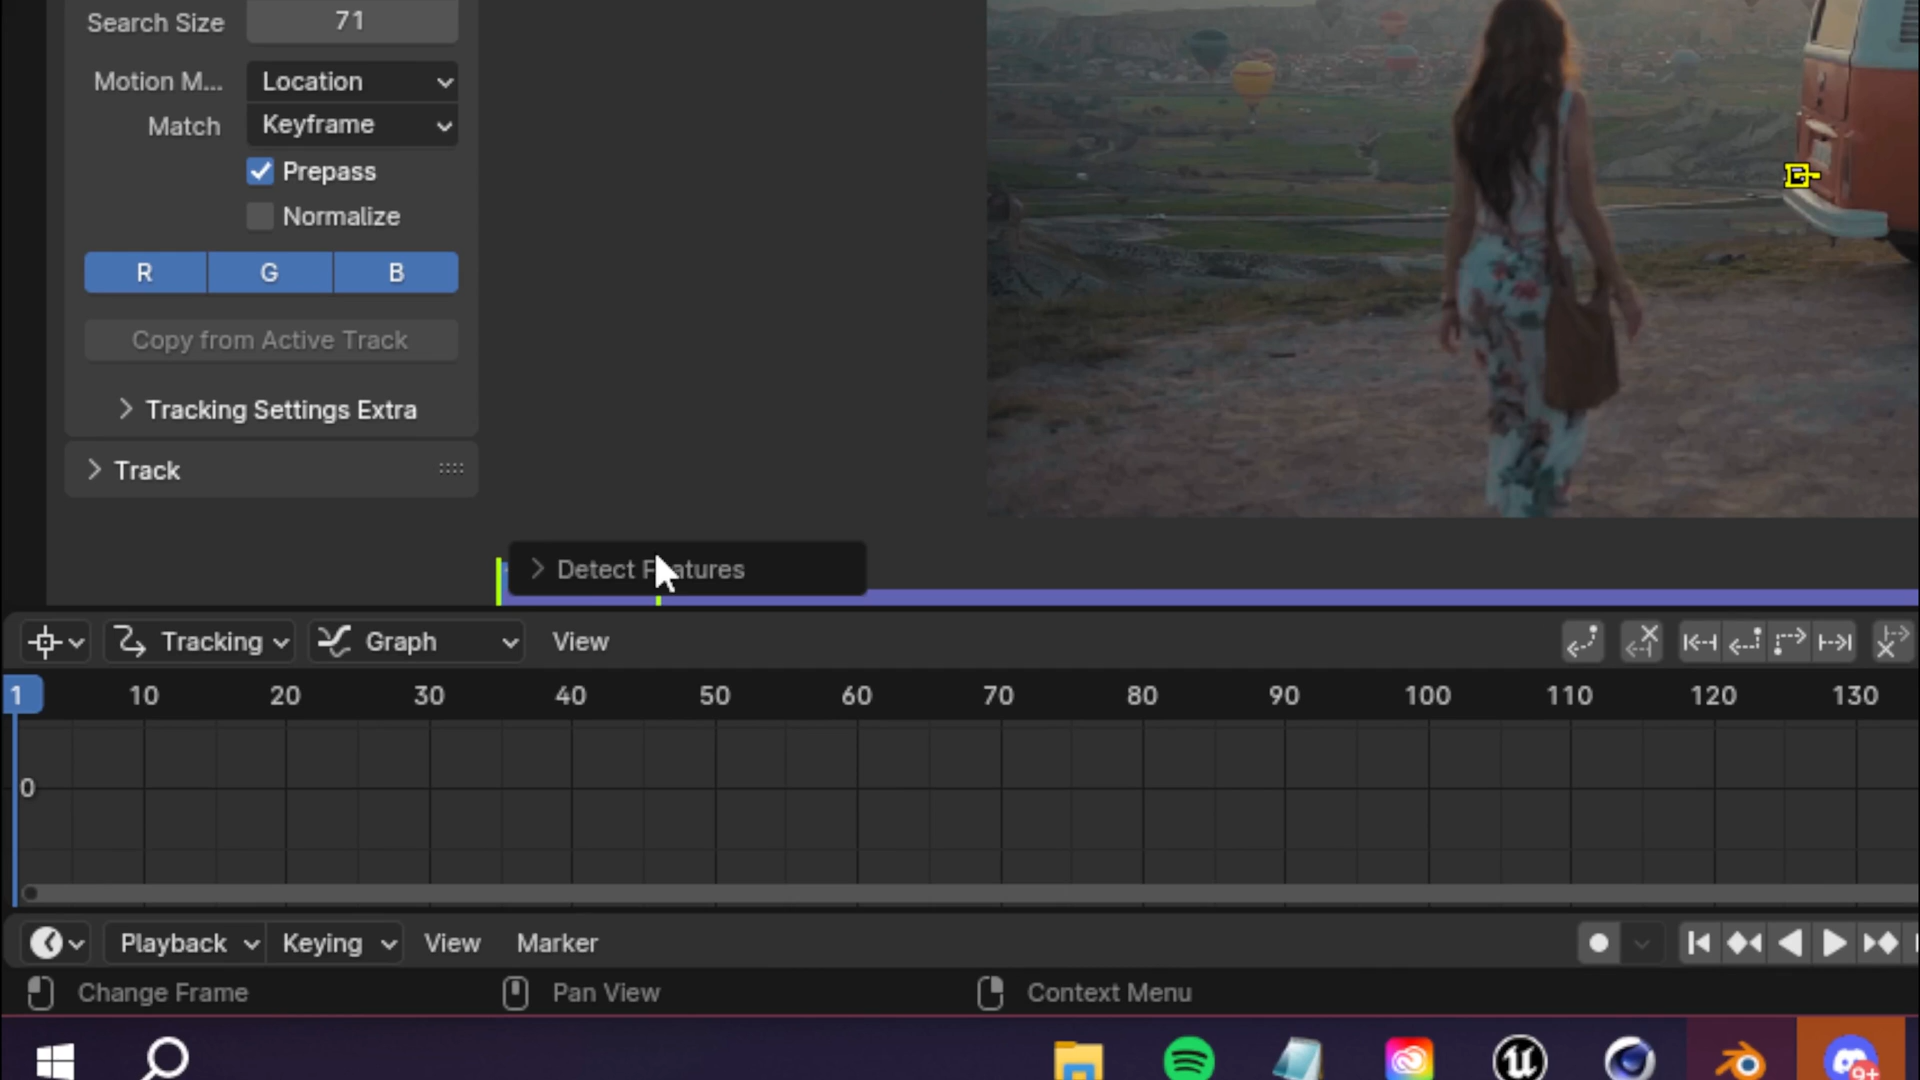 Search Size 71
Motion M... Location
Match Keyframe
Prepass
Normalize
R G B
Copy from Active Track
Tracking Settings Extra
Track
Detect Features
Tracking Graph View
1 10 20 30 40 50 60 70 80 90 100 110 120 130
0
Playback Keying View Marker
Change Frame Pan View Context Menu
9+